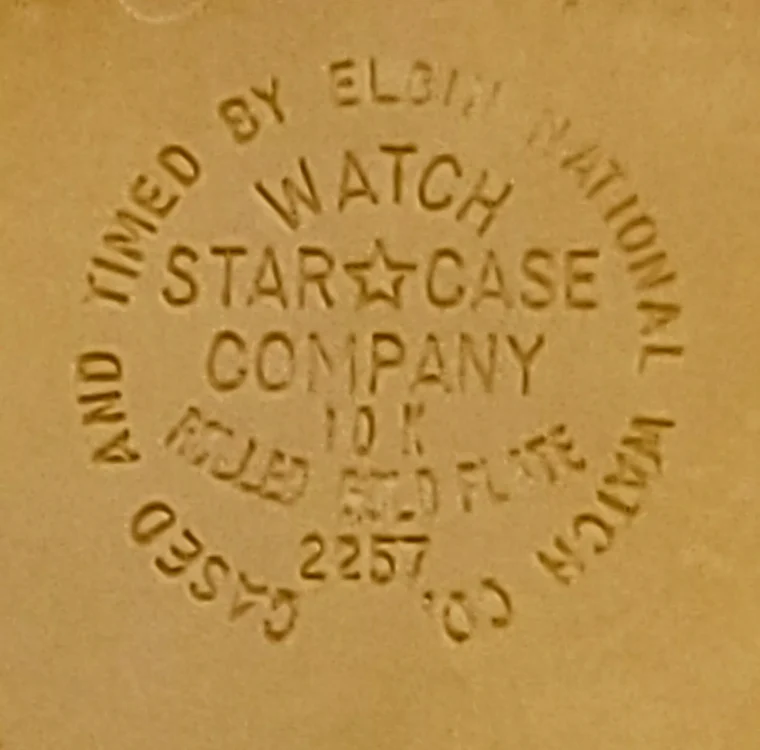 CASED AND TIMED BY ELGIN NATIONAL WATCH CO.
WATCH
STAR☆CASE
COMPANY
10 K
ROLLED GOLD PLATE
2257